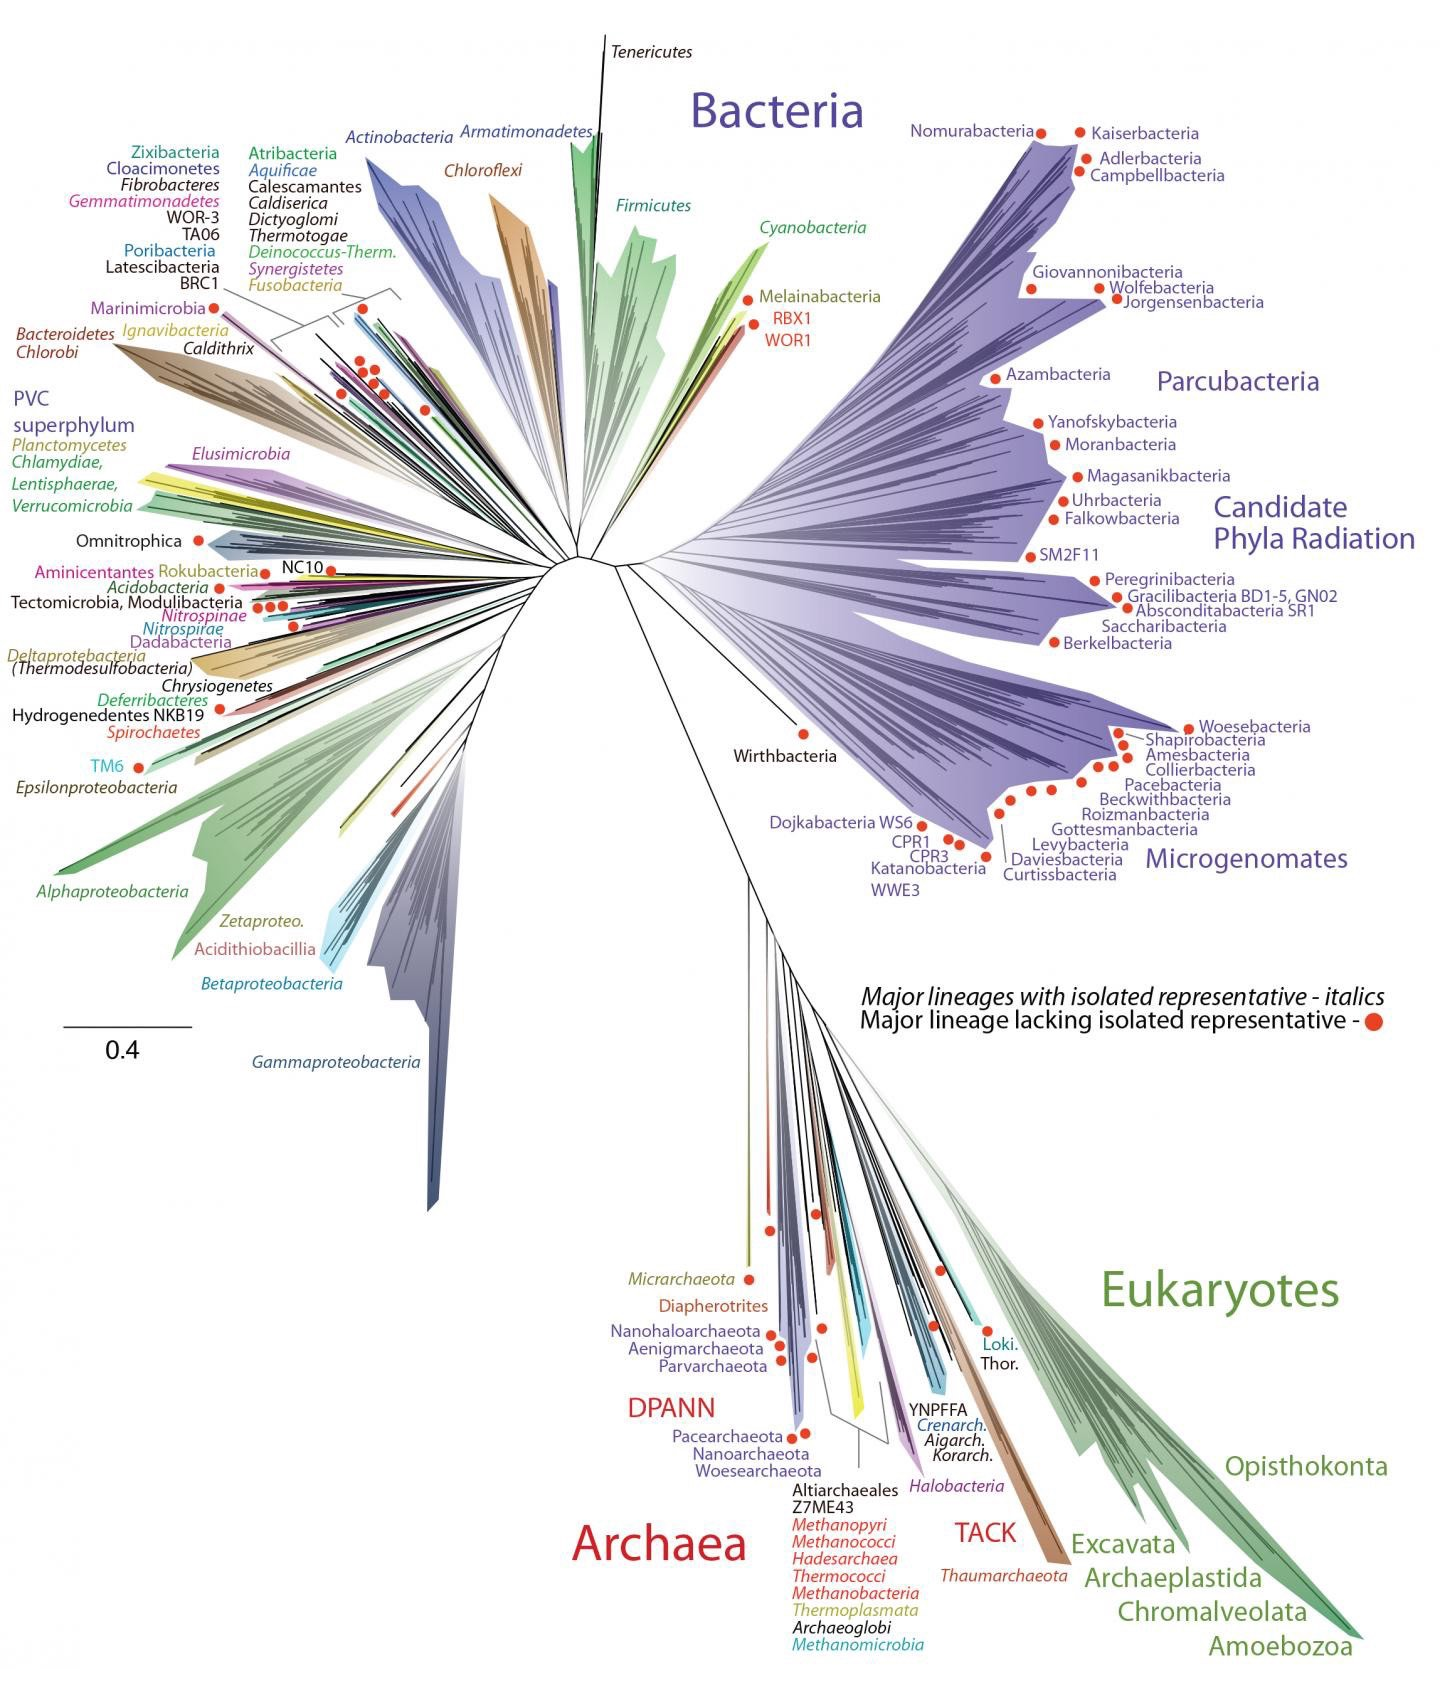 Tenericutes
Bacteria
Actinobacteria
Armatimonadetes
Chloroflexi
Firmicutes
Cyanobacteria
Melainabacteria
RBX1
WOR1
Zixibacteria
Cloacimonetes
Fibrobacteres
Gemmatimonadetes
WOR-3
TA06
Poribacteria
Latescibacteria
BRC1
Atribacteria
Aquificae
Calescamantes
Caldiserica
Dictyoglomi
Thermotogae
Deinococcus-Therm.
Synergistetes
Fusobacteria
Marinimicrobia
Bacteroidetes
Chlorobi
Ignavibacteria
Caldithrix
PVC
superphylum
Planctomycetes
Chlamydiae,
Lentisphaerae,
Verrucomicrobia
Elusimicrobia
Omnitrophica
Aminicentantes
Rokubacteria
NC10
Acidobacteria
Tectomicrobia, Modulibacteria
Nitrospinae
Nitrospirae
Dadabacteria
Deltaprotebacteria
(Thermodesulfobacteria)
Chrysiogenetes
Deferribacteres
Hydrogenedentes NKB19
Spirochaetes
TM6
Epsilonproteobacteria
Alphaproteobacteria
Zetaproteo.
Acidithiobacillia
Betaproteobacteria
Gammaproteobacteria
0.4
Nomurabacteria
Kaiserbacteria
Adlerbacteria
Campbellbacteria
Giovannonibacteria
Wolfebacteria
Jorgensenbacteria
Azambacteria
Parcubacteria
Yanofskybacteria
Moranbacteria
Magasanikbacteria
Uhrbacteria
Falkowbacteria
Candidate
Phyla Radiation
SM2F11
Peregrinibacteria
Gracilibacteria BD1-5, GN02
Absconditabacteria SR1
Saccharibacteria
Berkelbacteria
Woesebacteria
Shapirobacteria
Amesbacteria
Collierbacteria
Pacebacteria
Beckwithbacteria
Roizmanbacteria
Gottesmanbacteria
Levybacteria
Daviesbacteria
Curtissbacteria
Microgenomates
Wirthbacteria
Dojkabacteria WS6
CPR1
CPR3
Katanobacteria
WWE3
Major lineages with isolated representative - italics
Major lineage lacking isolated representative -
Micrarchaeota
Diapherotrites
Nanohaloarchaeota
Aenigmarchaeota
Parvarchaeota
DPANN
Pacearchaeota
Nanoarchaeota
Woesearchaeota
Archaea
Altiarchaeales
Z7ME43
Methanopyri
Methanococci
Hadesarchaea
Thermococci
Methanobacteria
Thermoplasmata
Archaeoglobi
Methanomicrobia
Halobacteria
YNPFFA
Crenarch.
Aigarch.
Korarch.
Loki.
Thor.
TACK
Thaumarchaeota
Eukaryotes
Opisthokonta
Excavata
Archaeplastida
Chromalveolata
Amoebozoa